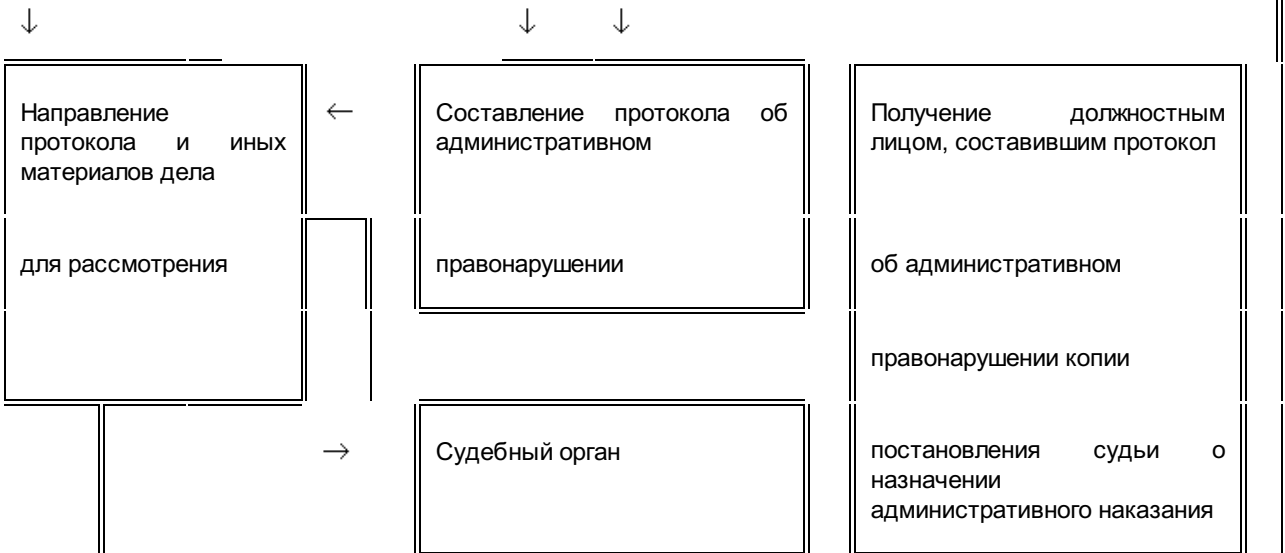 ↓ ↓ ↓
Направление
протокола и иных
материалов дела
для рассмотрения
←
Составление протокола об
административном
правонарушении
Получение должностным
лицом, составившим протокол
об административном
правонарушении копии
постановления судьи о
назначении
административного наказания
→
Судебный орган